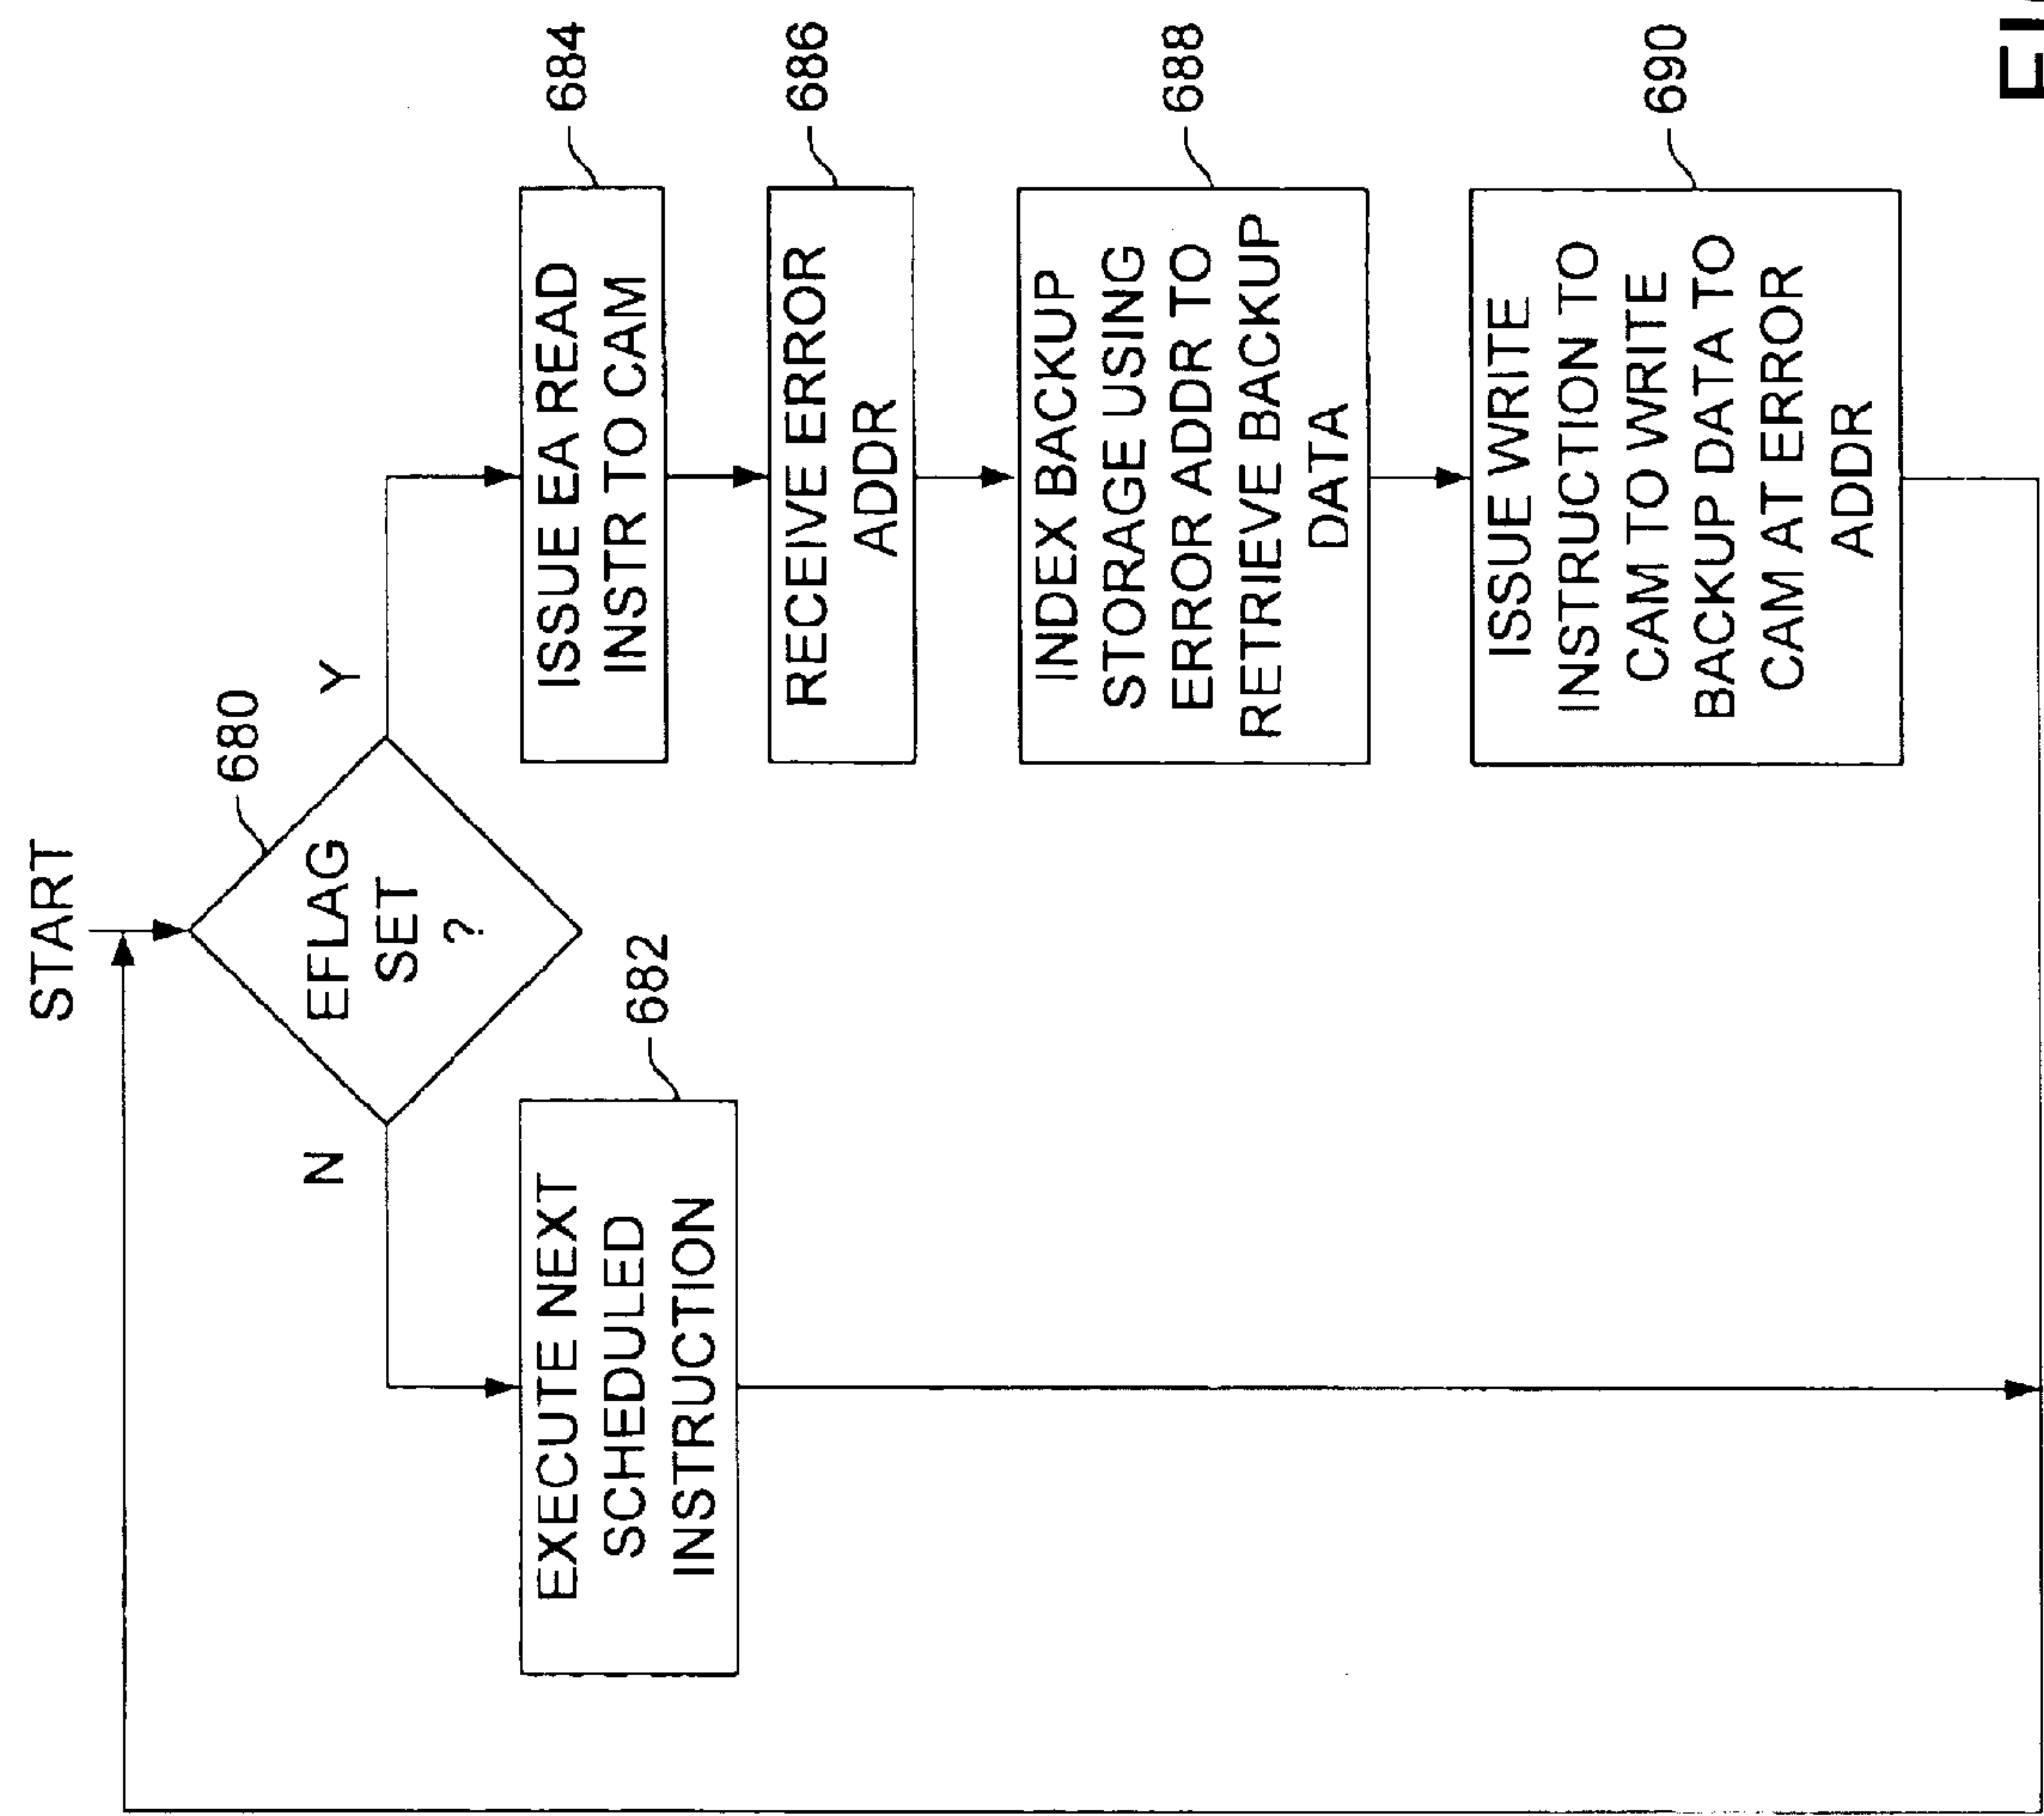 START
680
EFLAG
SET
?
N
Y
682
EXECUTE NEXT
SCHEDULED
INSTRUCTION
684
ISSUE EA READ
INSTR TO CAM
686
RECEIVE ERROR
ADDR
688
INDEX BACKUP
STORAGE USING
ERROR ADDR TO
RETRIEVE BACKUP
DATA
690
ISSUE WRITE
INSTRUCTION TO
CAM TO WRITE
BACKUP DATA TO
CAM AT ERROR
ADDR